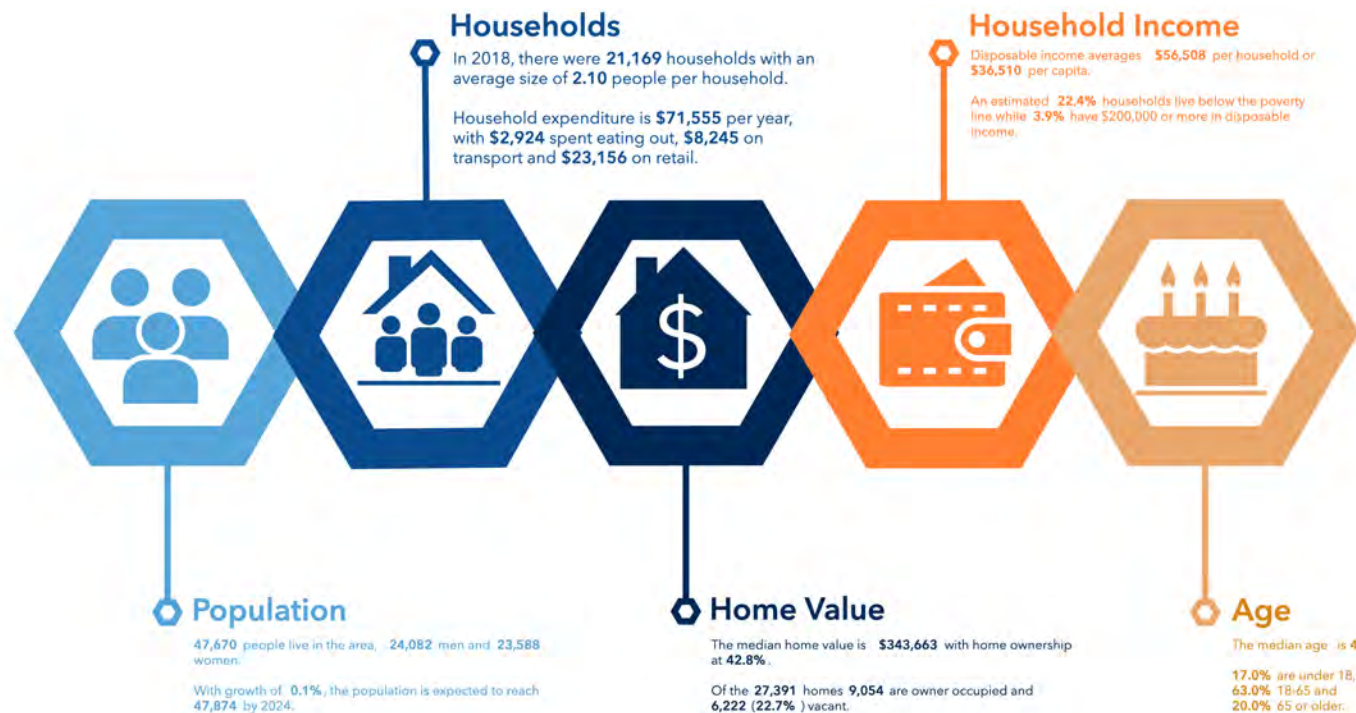 Households
In 2018, there were 21,169 households with an
average size of 2.10 people per household.
Household expenditure is $71,555 per year,
with $2,924 spent eating out, $8,245 on
transport and $23,156 on retail.
Household Income
Disposable income averages $56,508 per household or
$36,510 per capita.
An estimated 22.4% households live below the poverty
line while 3.9% have $200,000 or more in disposable
income.
$
Population
47,670 people live in the area, 24,082 men and 23,588
women.
With growth of 0.1%, the population is expected to reach
47,874 by 2024.
Home Value
The median home value is $343,663 with home ownership
at 42.8%.
Of the 27,391 homes 9,054 are owner occupied and
6,222 (22.7% ) vacant.
Age
The median age is 4
17.0% are under 18,
63.0% 18-65 and
20.0% 65 or older.